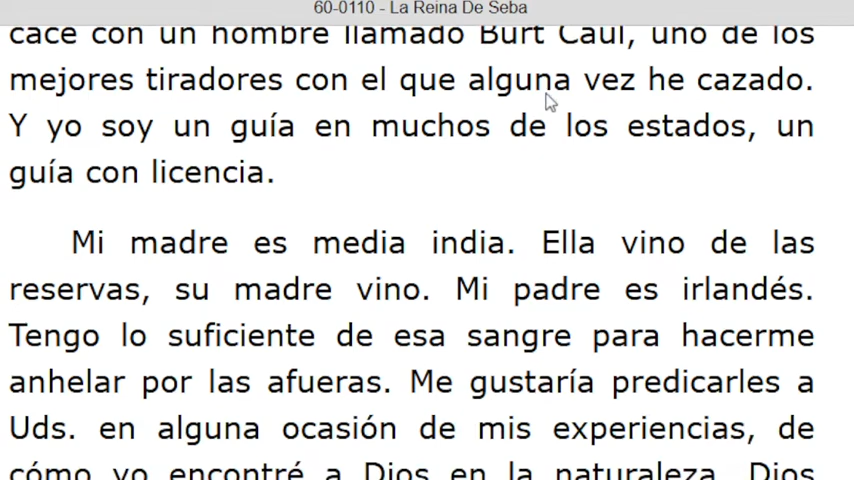 60-0110 - La Reina De Seba
cacé con un hombre llamado Burt Caul, uno de los
mejores tiradores con el que alguna vez he cazado.
Y yo soy un guía en muchos de los estados, un
guía con licencia.
Mi madre es media india. Ella vino de las
reservas, su madre vino. Mi padre es irlandés.
Tengo lo suficiente de esa sangre para hacerme
anhelar por las afueras. Me gustaría predicarles a
Uds. en alguna ocasión de mis experiencias, de
cómo yo encontré a Dios en la naturaleza. Dios